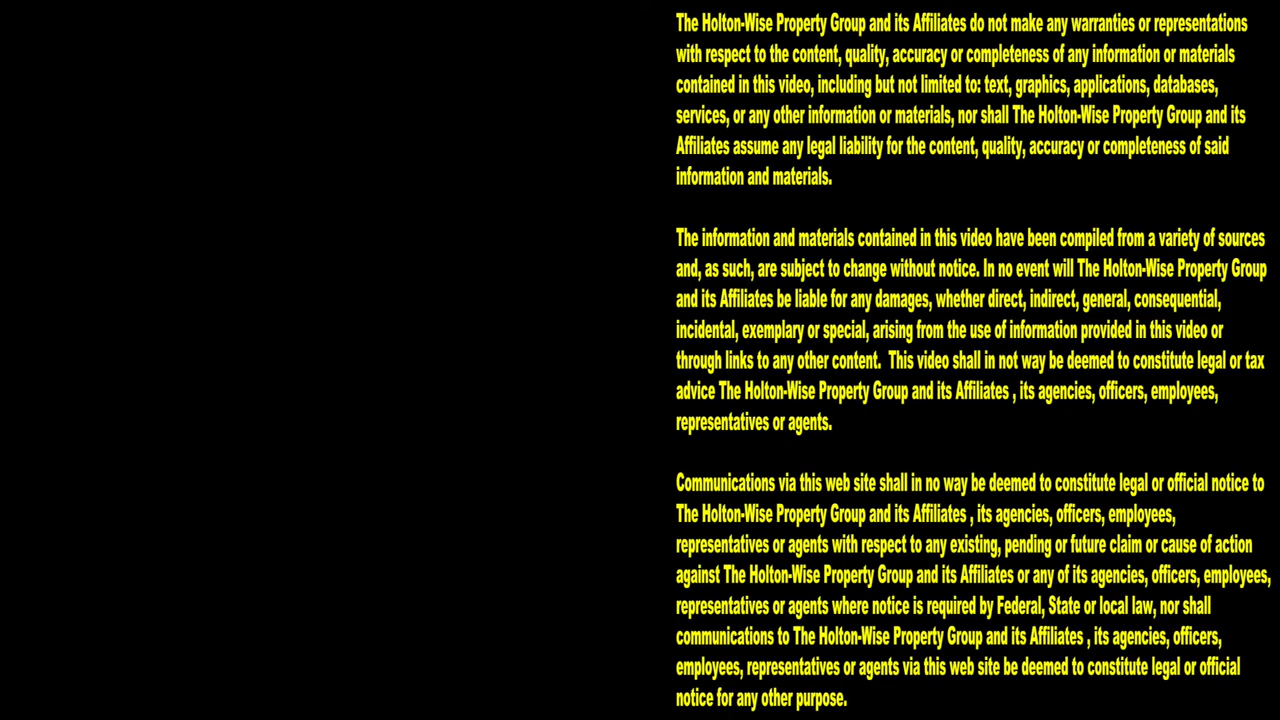 The Holton-Wise Property Group and its Affiliates do not make any warranties or representations
with respect to the content, quality, accuracy or completeness of any information or materials
contained in this video, including but not limited to: text, graphics, applications, databases,
services, or any other information or materials, nor shall The Holton-Wise Property Group and its
Affiliates assume any legal liability for the content, quality, accuracy or completeness of said
information and materials.
The information and materials contained in this video have been compiled from a variety of sources
and, as such, are subject to change without notice. In no event will The Holton-Wise Property Group
and its Affiliates be liable for any damages, whether direct, indirect, general, consequential,
incidental, exemplary or special, arising from the use of information provided in this video or
through links to any other content.  This video shall in not way be deemed to constitute legal or tax
advice The Holton-Wise Property Group and its Affiliates , its agencies, officers, employees,
representatives or agents.
Communications via this web site shall in no way be deemed to constitute legal or official notice to
The Holton-Wise Property Group and its Affiliates , its agencies, officers, employees,
representatives or agents with respect to any existing, pending or future claim or cause of action
against The Holton-Wise Property Group and its Affiliates or any of its agencies, officers, employees,
representatives or agents where notice is required by Federal, State or local law, nor shall
communications to The Holton-Wise Property Group and its Affiliates , its agencies, officers,
employees, representatives or agents via this web site be deemed to constitute legal or official
notice for any other purpose.